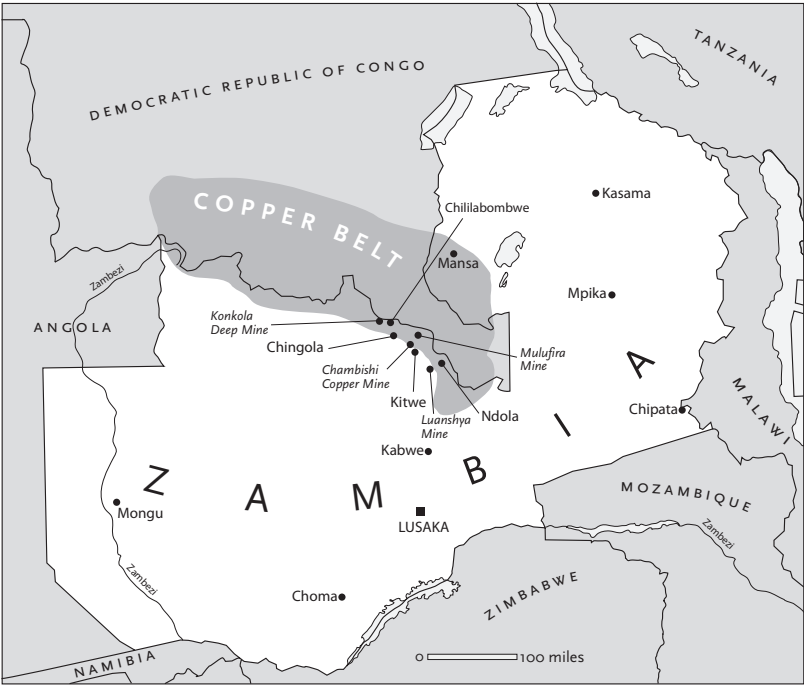 TANZANIA
DEMOCRATIC REPUBLIC OF CONGO
COPPER BELT
Kasama
Chililabombwe
Mansa
Zambezi
Mpika
Konkola
Deep Mine
ANGOLA
Chingola
Mulufira
Mine
Chambishi
Copper Mine
Kitwe
Luanshya
Mine
Ndola
Chipata
MALAWI
Kabwe
ZAMBIA
MOZAMBIQUE
Mongu
LUSAKA
Zambezi
Zambezi
Choma
ZIMBABWE
NAMIBIA
0 100 miles